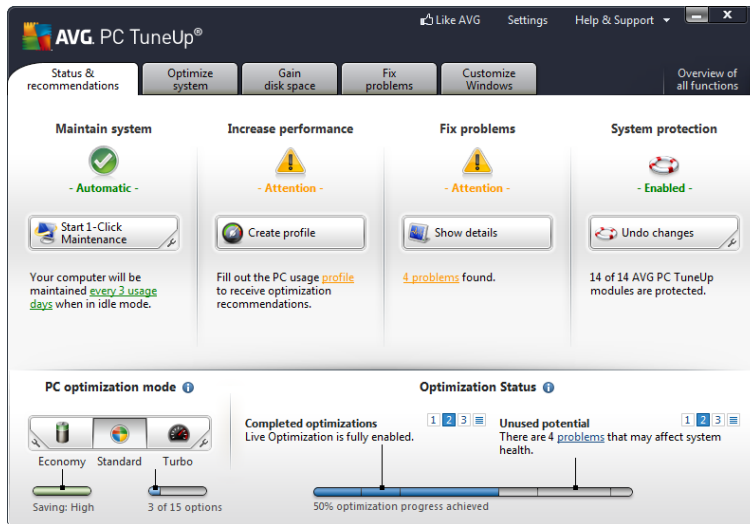 Like AVG Settings Help & Support
AVG. PC TuneUp®
Status &
recommendations
Optimize
system
Gain
disk space
Fix
problems
Customize
Windows
Overview of
all functions
Maintain system
- Automatic -
Start 1-Click
Maintenance
Your computer will be
maintained every 3 usage
days when in idle mode.
Increase performance
- Attention -
Create profile
Fill out the PC usage profile
to receive optimization
recommendations.
Fix problems
- Attention -
Show details
4 problems found.
System protection
- Enabled -
Undo changes
14 of 14 AVG PC TuneUp
modules are protected.
PC optimization mode
Economy Standard Turbo
Saving: High
3 of 15 options
Optimization Status
Completed optimizations
1 2 3
Live Optimization is fully enabled.
Unused potential
1 2 3
There are 4 problems that may affect system
health.
50% optimization progress achieved